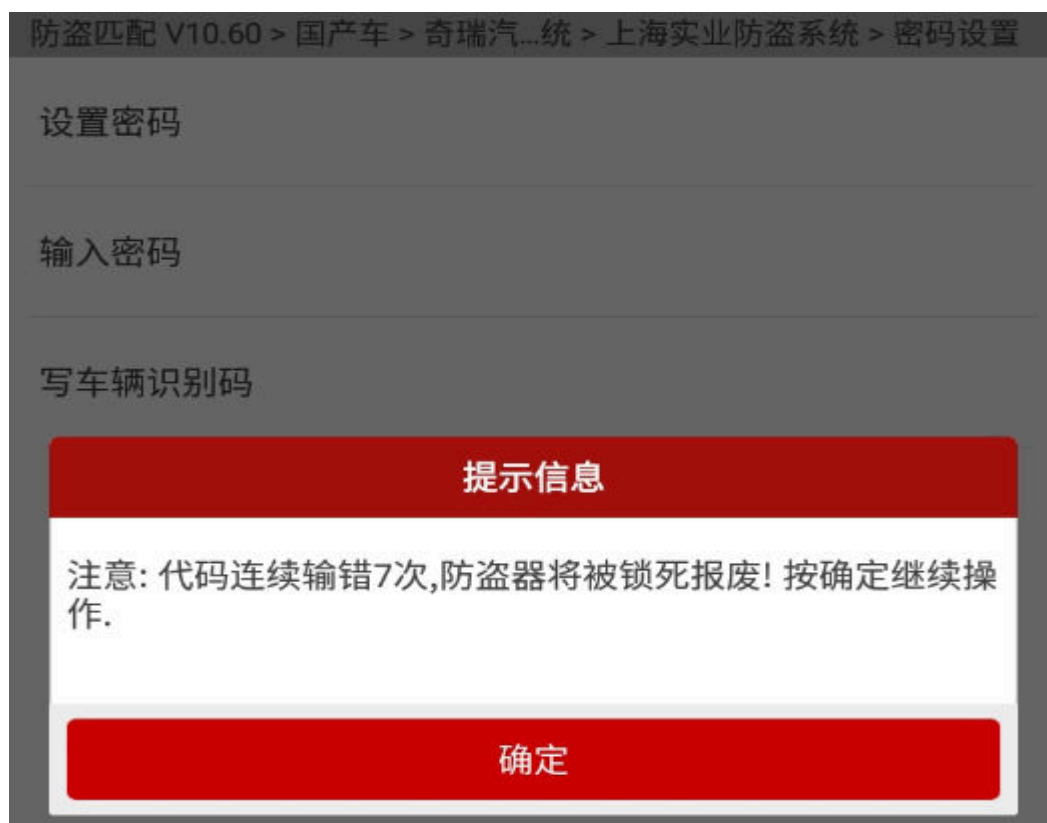 防盗匹配 V10.60 > 国产车 > 奇瑞汽...统 > 上海实业防盗系统 > 密码设置
设置密码
输入密码
写车辆识别码
提示信息
注意: 代码连续输错7次,防盗器将被锁死报废! 按确定继续操
作.
确定